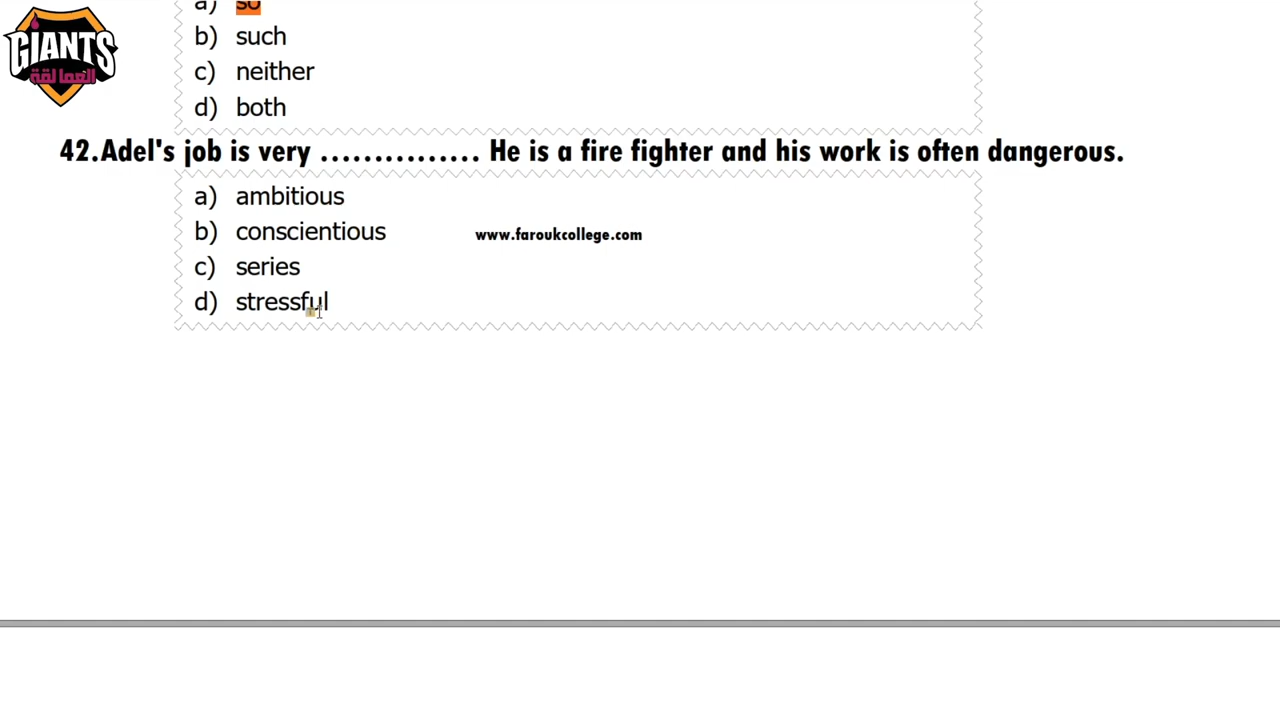 GIANTS
العمالقة
a) so
b) such
c) neither
d) both
42.Adel's job is very ............... He is a fire fighter and his work is often dangerous.
a) ambitious
b) conscientious
www.faroukcollege.com
c) series
d) stressful